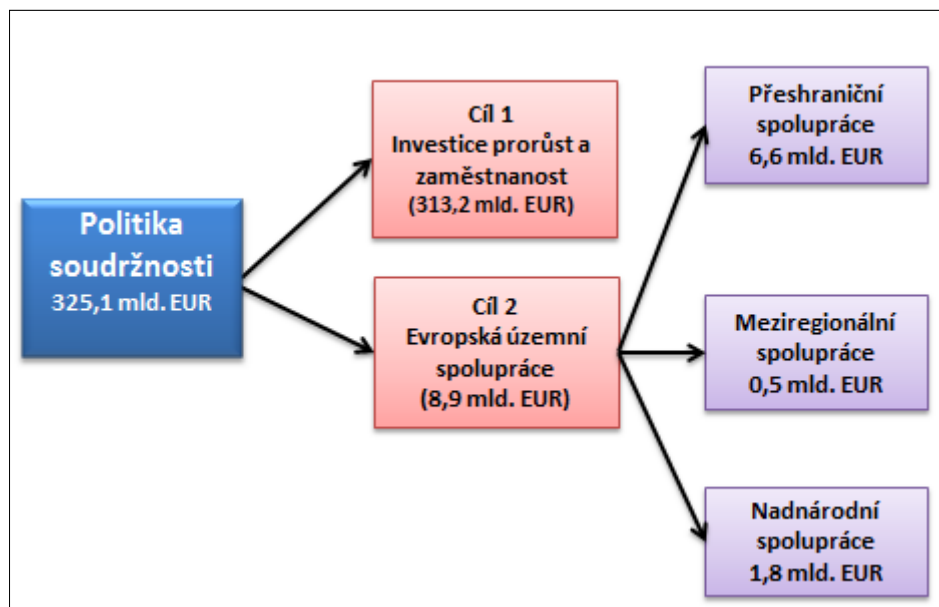 Politika
soudržnosti
325,1 mld. EUR
Cíl 1
Investice prorůst a
zaměstnanost
(313,2 mld. EUR)
Cíl 2
Evropská územní
spolupráce
(8,9 mld. EUR)
Přeshraniční
spolupráce
6,6 mld. EUR
Meziregionální
spolupráce
0,5 mld. EUR
Nadnárodní
spolupráce
1,8 mld. EUR